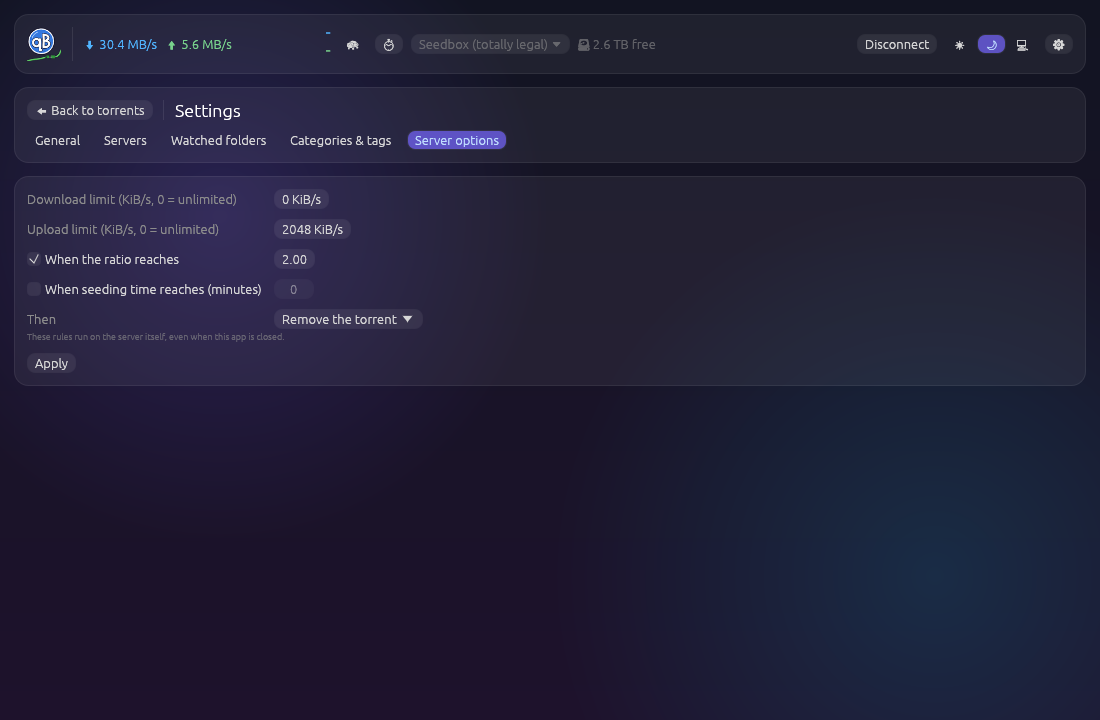 qB
30.4 MB/s 5.6 MB/s Seedbox (totally legal) 2.6 TB free Disconnect
Back to torrents Settings
General Servers Watched folders Categories & tags Server options
Download limit (KiB/s, 0 = unlimited) 0 KiB/s
Upload limit (KiB/s, 0 = unlimited) 2048 KiB/s
When the ratio reaches 2.00
When seeding time reaches (minutes) 0
Then Remove the torrent
These rules run on the server itself, even when this app is closed.
Apply